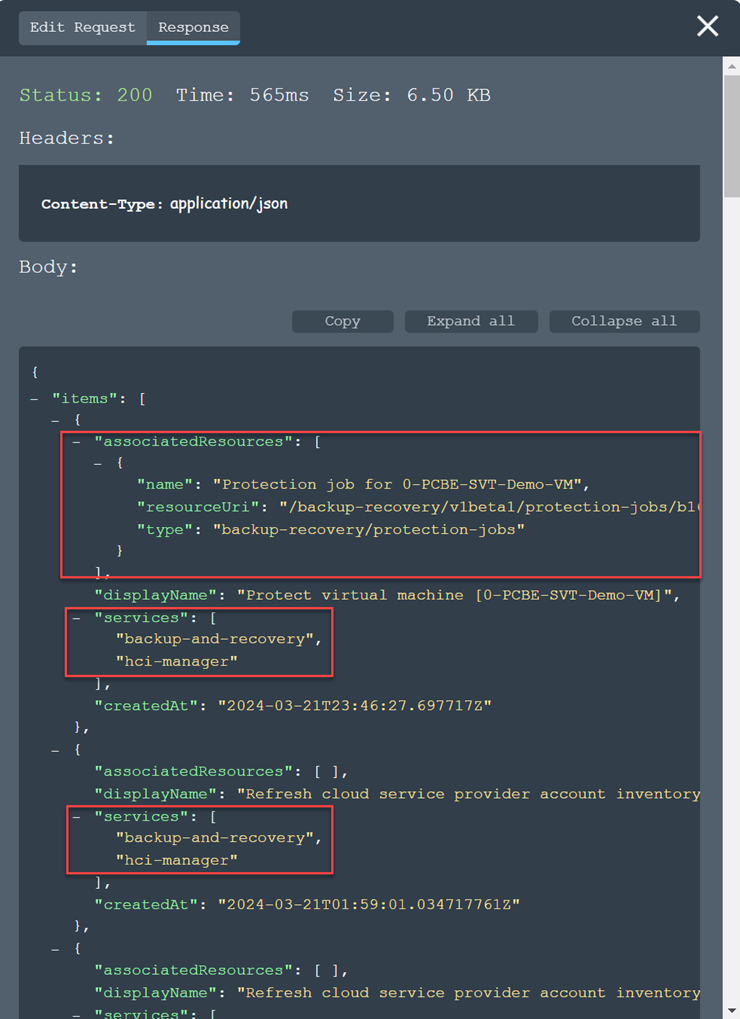 Edit Request Response
Status: 200 Time: 565ms Size: 6.50 KB
Headers:
Content-Type: application/json
Body:
Copy Expand all Collapse all
{
– "items": [
– {
– "associatedResources": [
– {
"name": "Protection job for 0-PCBE-SVT-Demo-VM",
"resourceUri": "/backup-recovery/v1beta1/protection-jobs/b1
"type": "backup-recovery/protection-jobs"
}
],
"displayName": "Protect virtual machine [0-PCBE-SVT-Demo-VM]",
– "services": [
"backup-and-recovery",
"hci-manager"
],
"createdAt": "2024-03-21T23:46:27.697717Z"
},
– {
"associatedResources": [ ],
"displayName": "Refresh cloud service provider account inventory
– "services": [
"backup-and-recovery",
"hci-manager"
],
"createdAt": "2024-03-21T01:59:01.034717761Z"
},
– {
"associatedResources": [ ],
"displayName": "Refresh cloud service provider account inventory
– "services": [